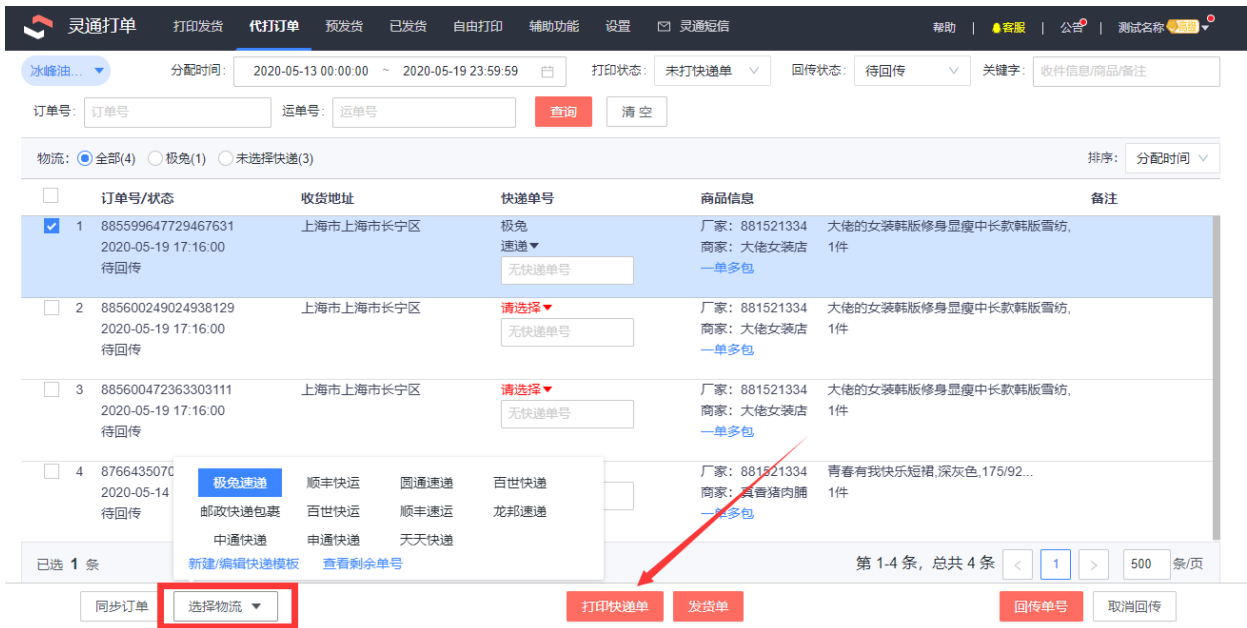 灵通打单 打印发货 代打订单 预发货 已发货 自由打印 辅助功能 设置 灵通短信 帮助 | 客服 | 公告 | 测试名称 高级
冰峰油... 分配时间: 2020-05-13 00:00:00 ~ 2020-05-19 23:59:59 打印状态: 未打快递单 回传状态: 待回传 关键字: 收件信息/商品/备注
订单号: 订单号 运单号: 运单号 查询 清空
物流: 全部(4) 极兔(1) 未选择快递(3) 排序: 分配时间
订单号/状态 收货地址 快递单号 商品信息 备注
1 885599647729467631 上海市上海市长宁区 极兔 厂家: 881521334 大佬的女装韩版修身显瘦中长款韩版雪纺,
2020-05-19 17:16:00 速递 商家: 大佬女装店 1件
待回传 无快递单号 一单多包
2 885600249024938129 上海市上海市长宁区 请选择 厂家: 881521334 大佬的女装韩版修身显瘦中长款韩版雪纺,
2020-05-19 17:16:00 无快递单号 商家: 大佬女装店 1件
待回传 一单多包
3 885600472363303111 上海市上海市长宁区 请选择 厂家: 881521334 大佬的女装韩版修身显瘦中长款韩版雪纺,
2020-05-19 17:16:00 无快递单号 商家: 大佬女装店 1件
待回传 一单多包
4 8766435070 厂家: 881521334 青春有我快乐短裙,深灰色,175/92...
2020-05-14 商家: 真香猪肉脯 1件
待回传 一单多包
极兔速递 顺丰快运 圆通速递 百世快递
邮政快递包裹 百世快运 顺丰速运 龙邦速递
中通快递 申通快递 天天快递
新建/编辑快递模板 查看剩余单号
已选 1 条 第 1-4 条, 总共 4 条 < 1 > 500 条/页
同步订单 选择物流 打印快递单 发货单 回传单号 取消回传